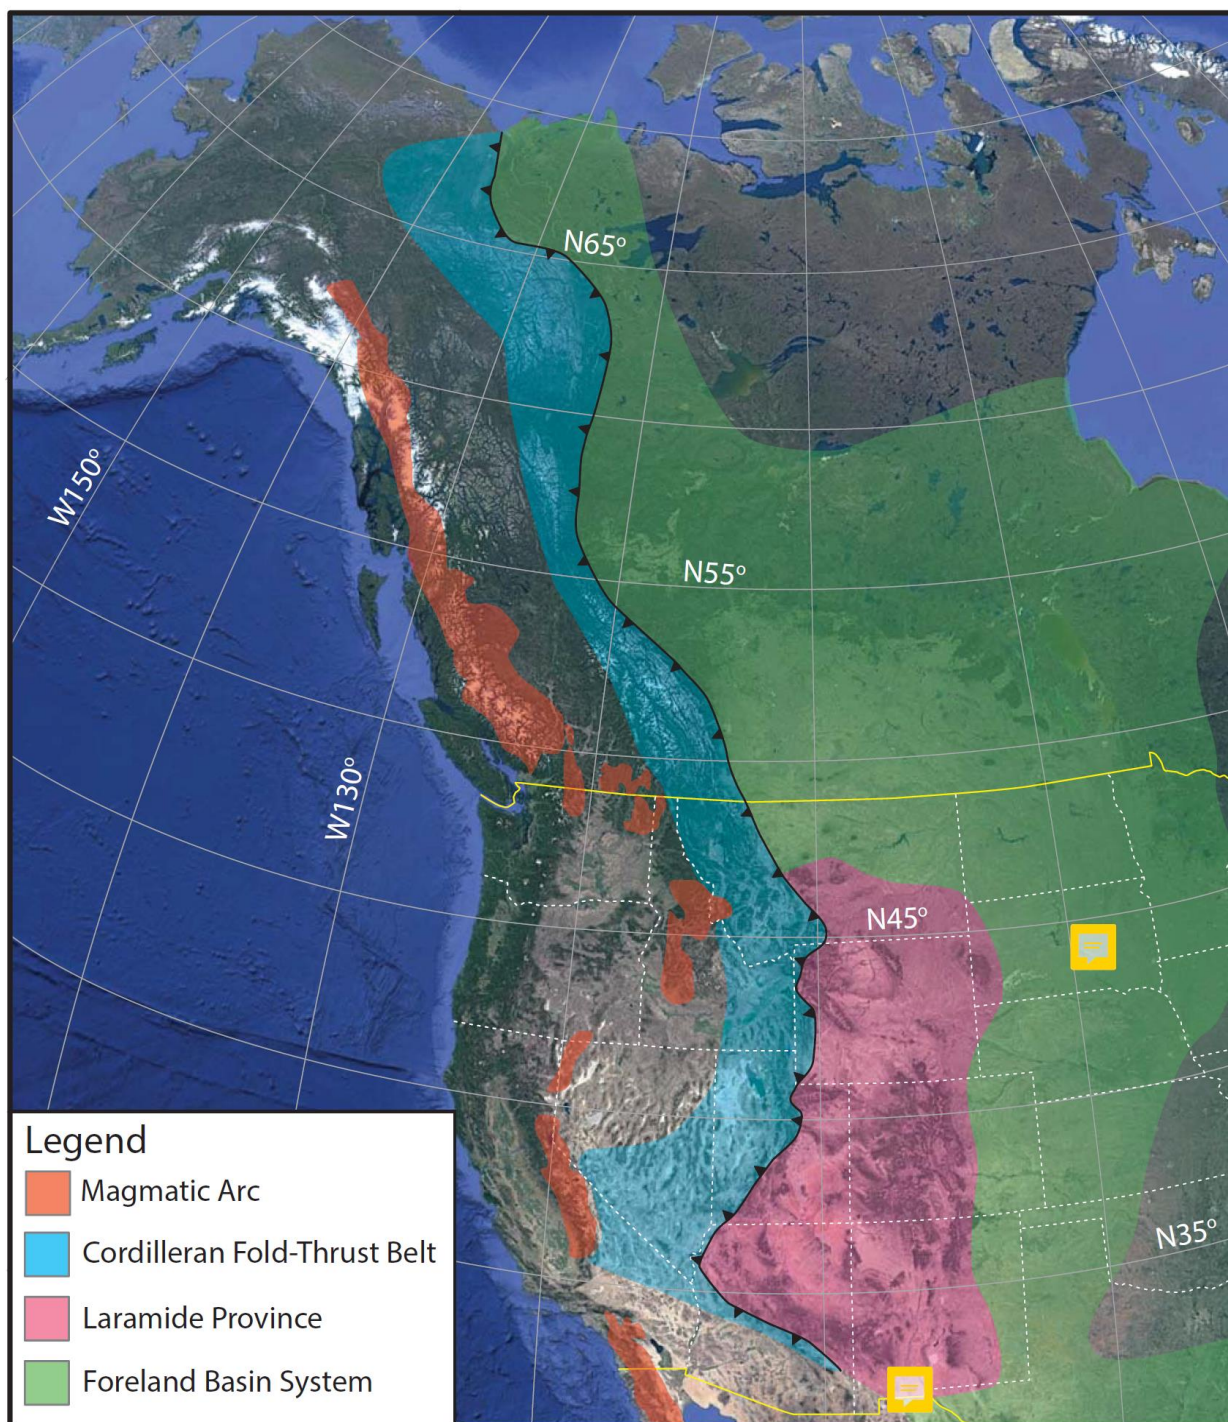 N65°
W150°
N55°
W130°
N45°
N35°
Legend
Magmatic Arc
Cordilleran Fold-Thrust Belt
Laramide Province
Foreland Basin System